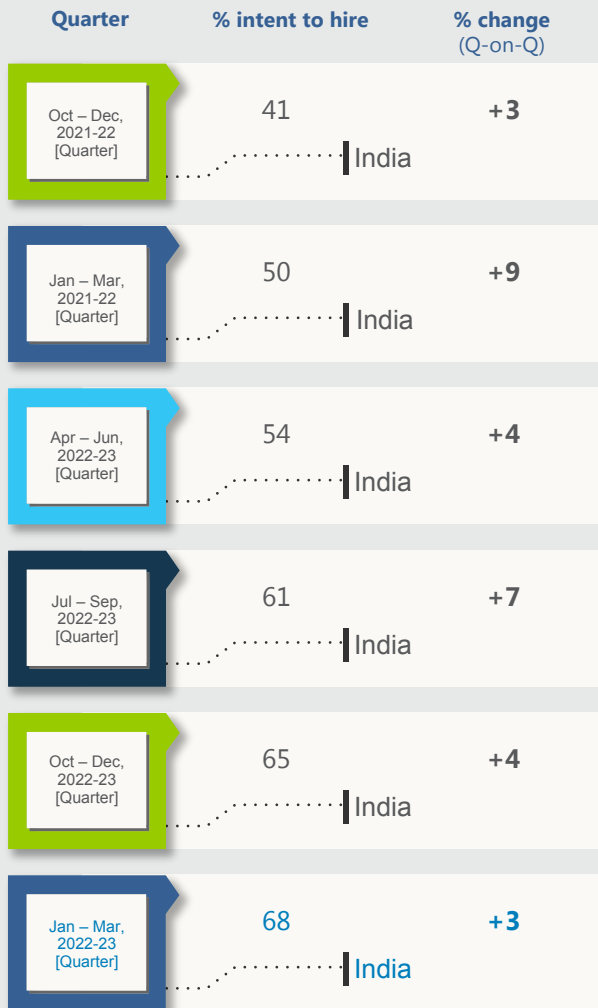 Quarter % intent to hire % change
(Q-on-Q)
Oct – Dec,
2021-22
[Quarter]
41 +3
India
Jan – Mar,
2021-22
[Quarter]
50 +9
India
Apr – Jun,
2022-23
[Quarter]
54 +4
India
Jul – Sep,
2022-23
[Quarter]
61 +7
India
Oct – Dec,
2022-23
[Quarter]
65 +4
India
Jan – Mar,
2022-23
[Quarter]
68 +3
India